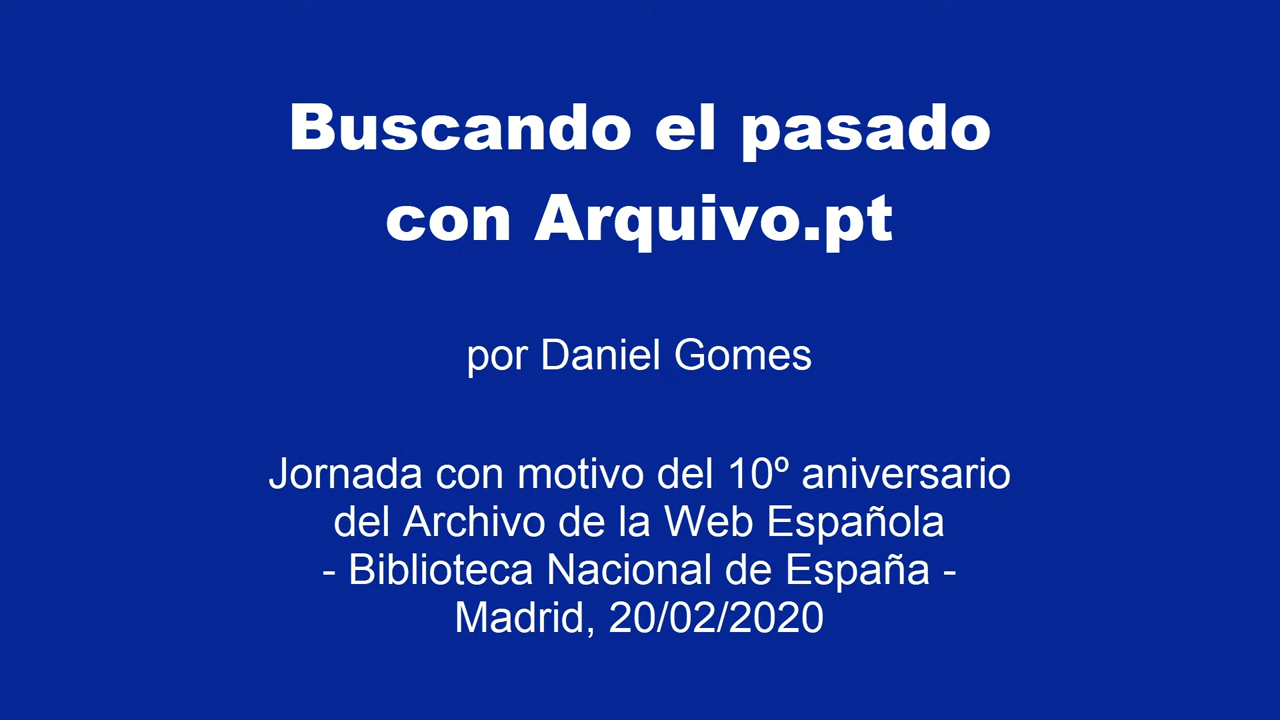 Buscando el pasado
con Arquivo.pt
por Daniel Gomes
Jornada con motivo del 10º aniversario
del Archivo de la Web Española
- Biblioteca Nacional de España -
Madrid, 20/02/2020